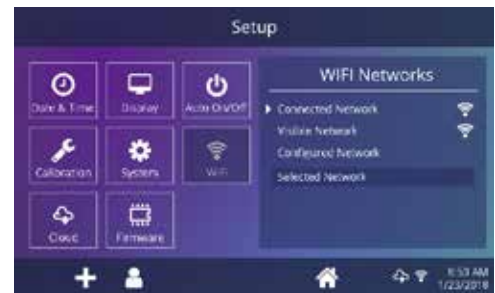 Setup
Date & Time
Display
Auto On/Off
Calibration
System
WiFi
Cloud
Firmware
WIFI Networks
Connected Network
Visible Network
Configured Network
Selected Network
8:53 AM
1/23/2018